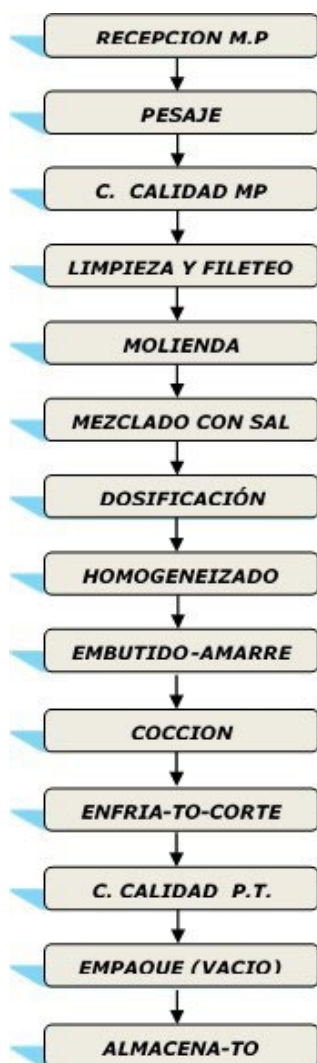 RECEPCION M.P
PESAJE
C. CALIDAD MP
LIMPIEZA Y FILETEO
MOLIENDA
MEZCLADO CON SAL
DOSIFICACIÓN
HOMOGENEIZADO
EMBUTIDO-AMARRE
COCCION
ENFRIA-TO-CORTE
C. CALIDAD P.T.
EMPAQUE (VACIO)
ALMACENA-TO